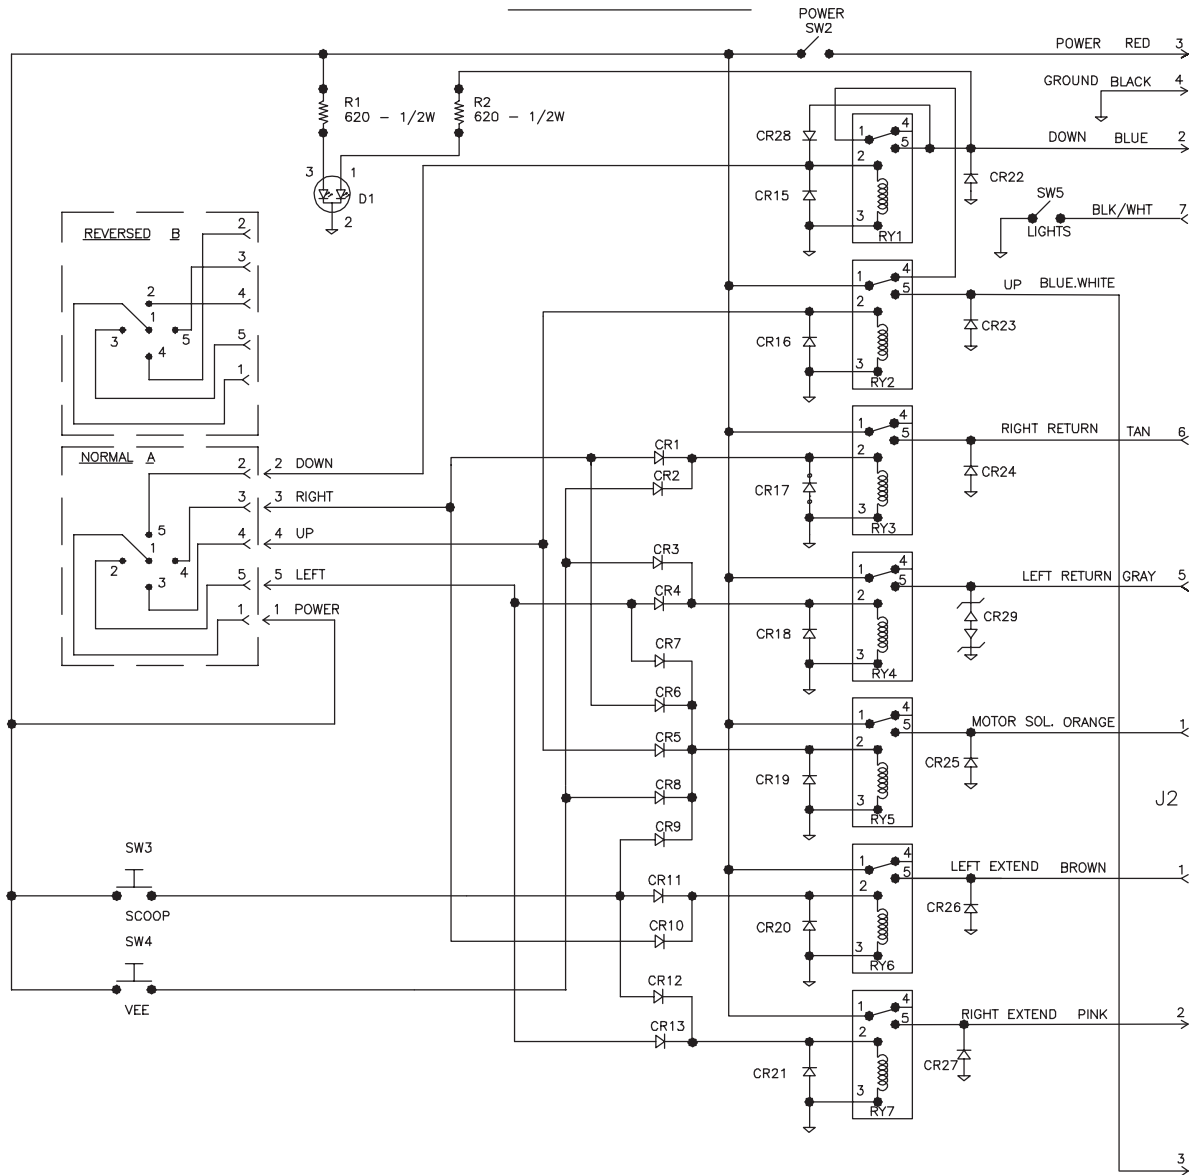 POWER
SW2
POWER RED 3
GROUND BLACK 4
R1
620 - 1/2W
R2
620 - 1/2W
CR28
1 4
5
DOWN BLUE 2
2
3 1
D1
2
CR15
3
RY1
CR22
SW5
BLK/WHT 7
LIGHTS
REVERSED B
2
3
4
5
1
2
1
3 5
4
1 4
5
UP BLUE.WHITE
2
CR16
3
RY2
CR23
NORMAL A
2 2 DOWN
3 3 RIGHT
4 4 UP
5 5 LEFT
1 1 POWER
5
1
2 4
3
CR1
CR2
1 4
5
RIGHT RETURN TAN 6
2
CR17
3
RY3
CR24
CR3
CR4
1 4
5
LEFT RETURN GRAY 5
2
CR18
3
RY4
CR29
CR7
CR6
CR5
1 4
5
MOTOR SOL. ORANGE 1
2
CR19
3
RY5
CR25
J2
CR8
CR9
SW3
SCOOP
CR11
CR10
1 4
5
LEFT EXTEND BROWN 1
2
CR20
3
RY6
CR26
SW4
VEE
CR12
CR13
1 4
5
RIGHT EXTEND PINK 2
2
CR21
3
RY7
CR27
3